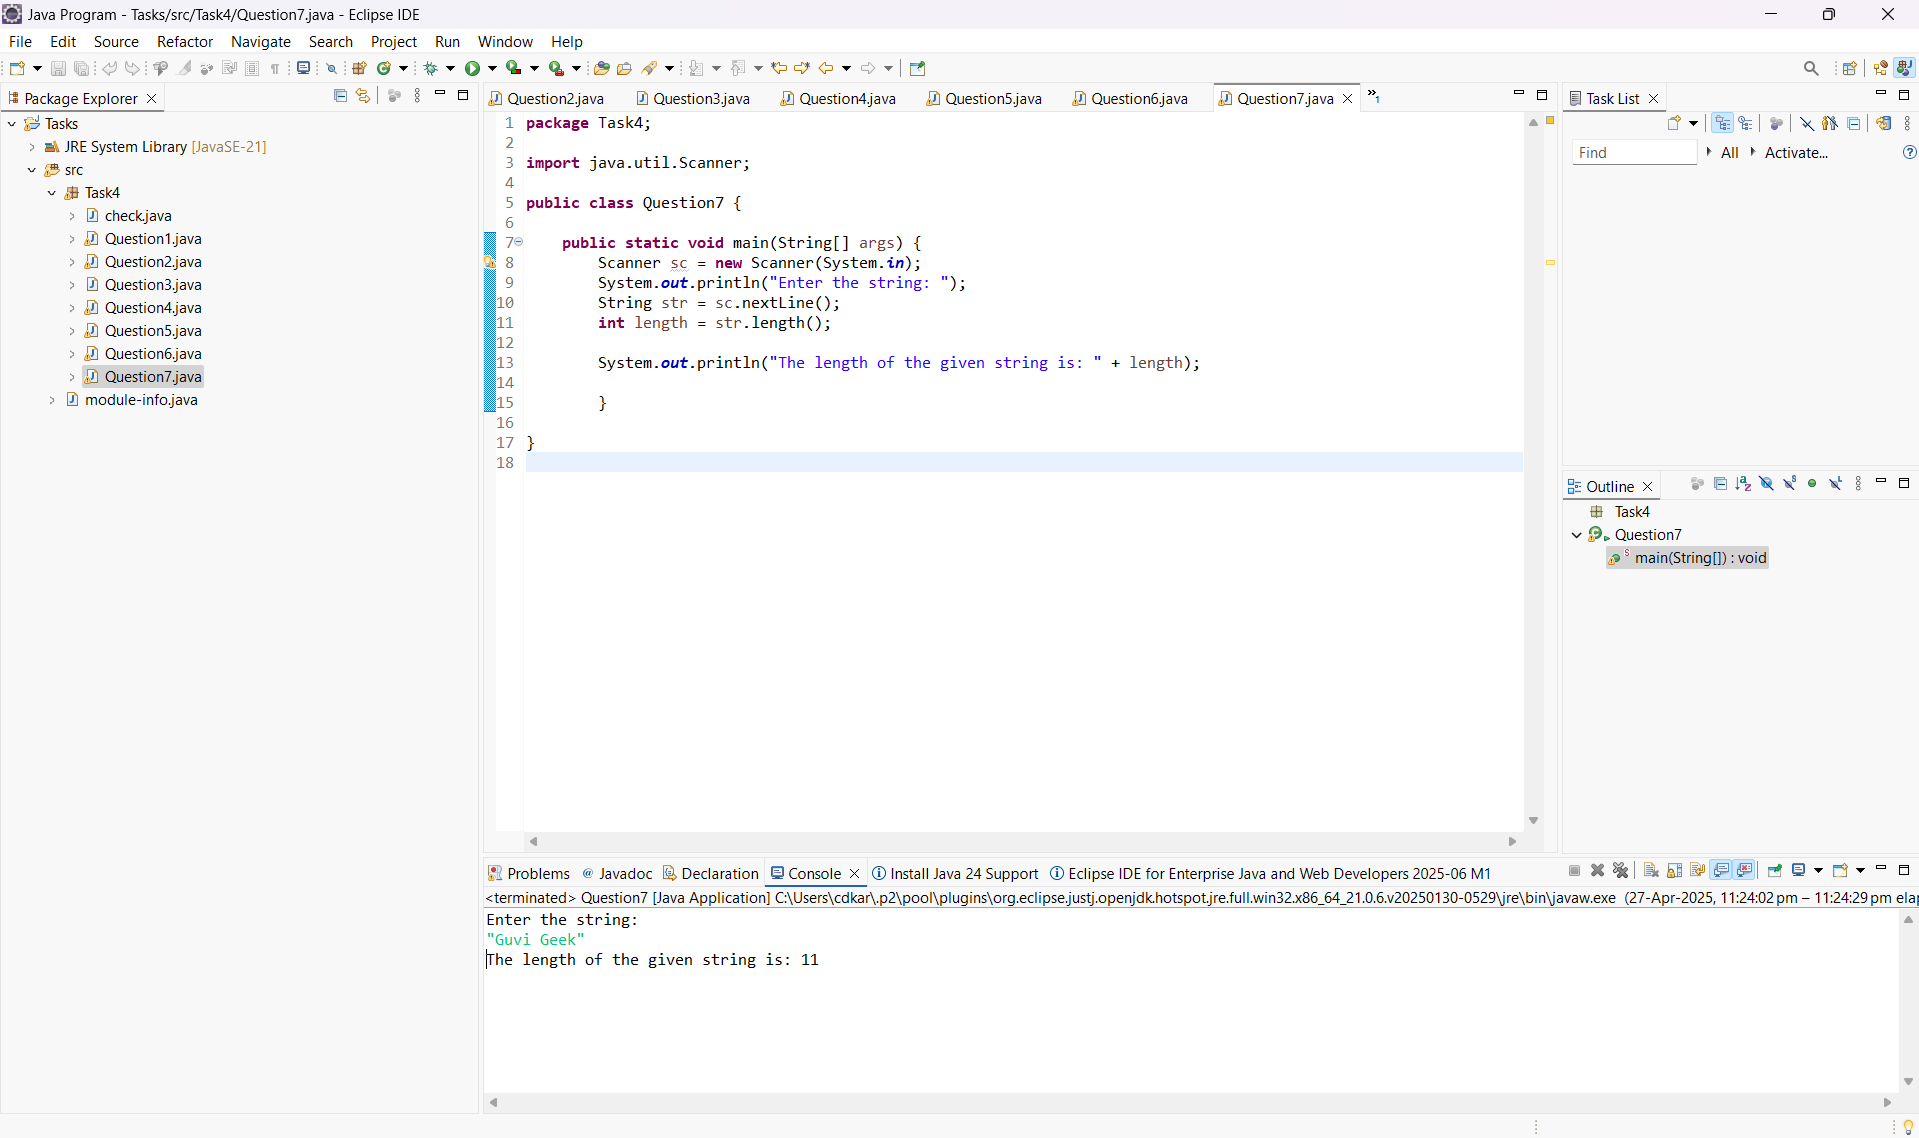 Java Program - Tasks/src/Task4/Question7.java - Eclipse IDE
File Edit Source Refactor Navigate Search Project Run Window Help
Package Explorer
Tasks
JRE System Library [JavaSE-21]
src
Task4
check.java
Question1.java
Question2.java
Question3.java
Question4.java
Question5.java
Question6.java
Question7.java
module-info.java
Question2.java Question3.java Question4.java Question5.java Question6.java Question7.java »1
1 package Task4;
2
3 import java.util.Scanner;
4
5 public class Question7 {
6
7 public static void main(String[] args) {
8 Scanner sc = new Scanner(System.in);
9 System.out.println("Enter the string: ");
10 String str = sc.nextLine();
11 int length = str.length();
12
13 System.out.println("The length of the given string is: " + length);
14
15 }
16
17 }
18
Task List
Find All Activate...
Outline
Task4
Question7
main(String[]) : void
Problems @ Javadoc Declaration Console Install Java 24 Support Eclipse IDE for Enterprise Java and Web Developers 2025-06 M1
<terminated> Question7 [Java Application] C:\Users\cdkar\.p2\pool\plugins\org.eclipse.justj.openjdk.hotspot.jre.full.win32.x86_64_21.0.6.v20250130-0529\jre\bin\javaw.exe (27-Apr-2025, 11:24:02 pm – 11:24:29 pm elap
Enter the string:
"Guvi Geek"
The length of the given string is: 11